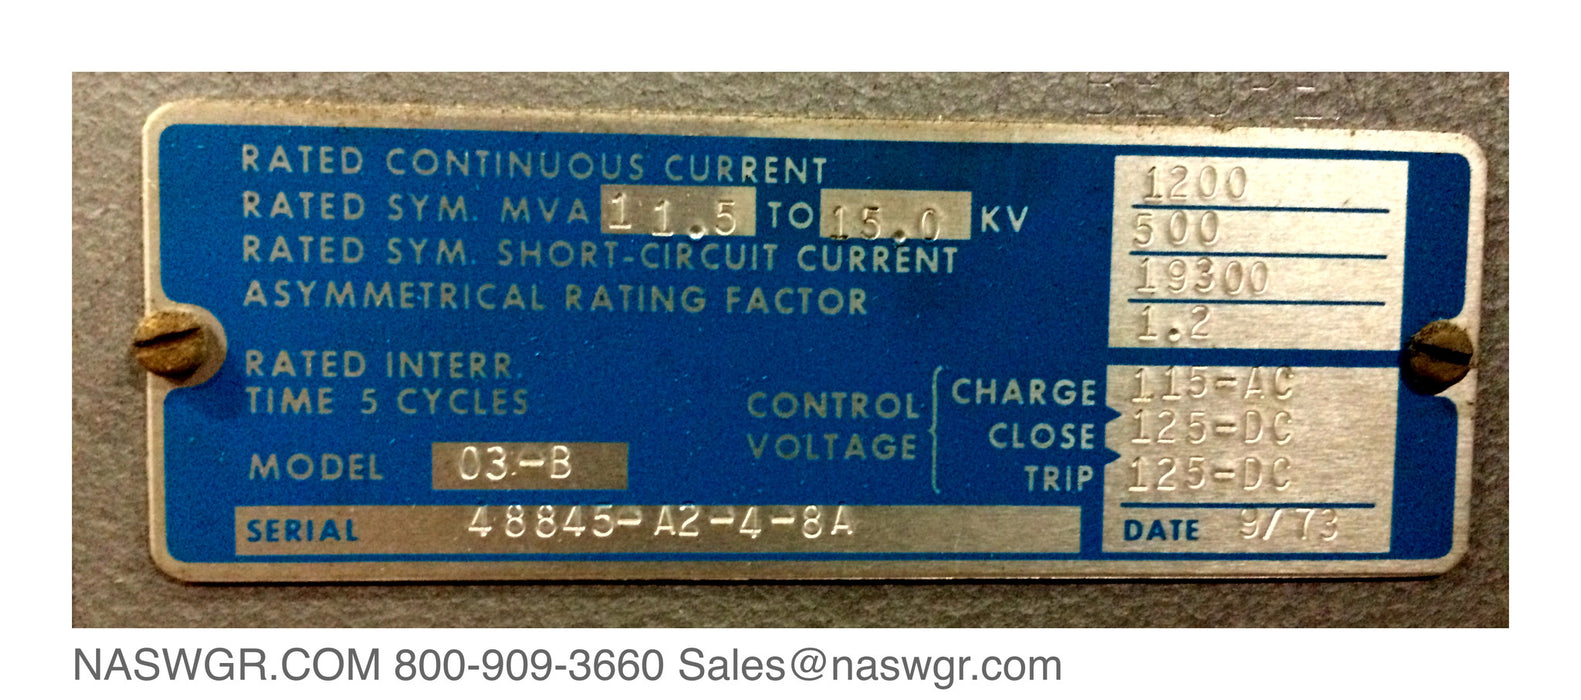 RATED CONTINUOUS CURRENT 1200
RATED SYM. MVA 11.5 TO 15.0 KV 500
RATED SYM. SHORT-CIRCUIT CURRENT 19300
ASYMMETRICAL RATING FACTOR 1.2
RATED INTERR.
TIME 5 CYCLES
CONTROL VOLTAGE
CHARGE 115-AC
CLOSE 125-DC
TRIP 125-DC
MODEL 03-B
SERIAL 48845-A2-4-8A
DATE 9/73
NASWGR.COM 800-909-3660 Sales@naswgr.com